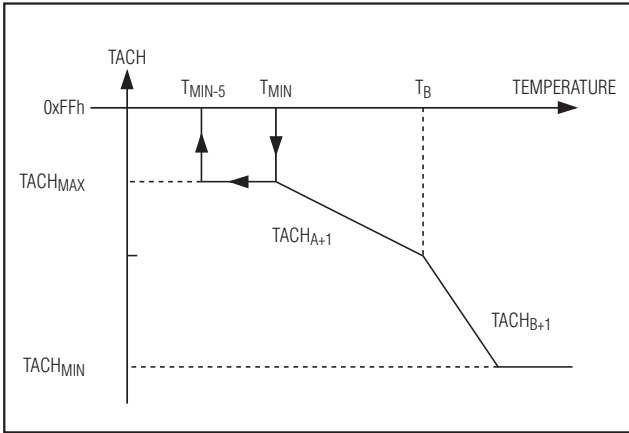 TACH
TMIN-5 TMIN TB TEMPERATURE
0xFFh
TACHMAX
TACHA+1
TACHB+1
TACHMIN